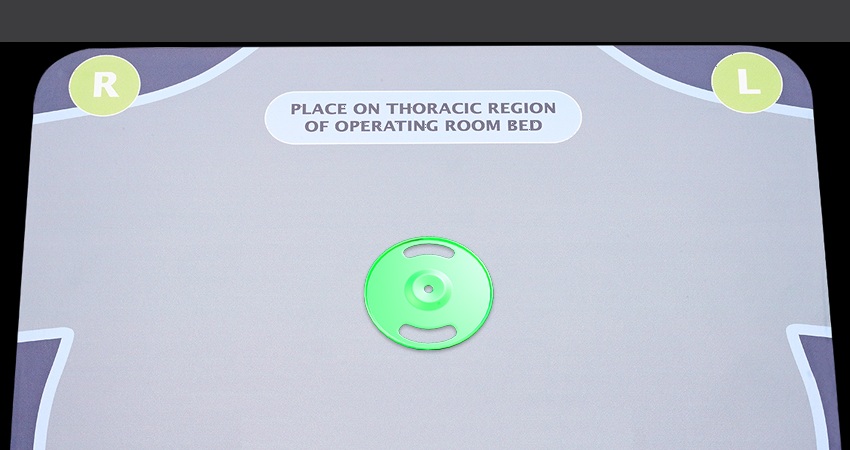 R
L
PLACE ON THORACIC REGION
OF OPERATING ROOM BED